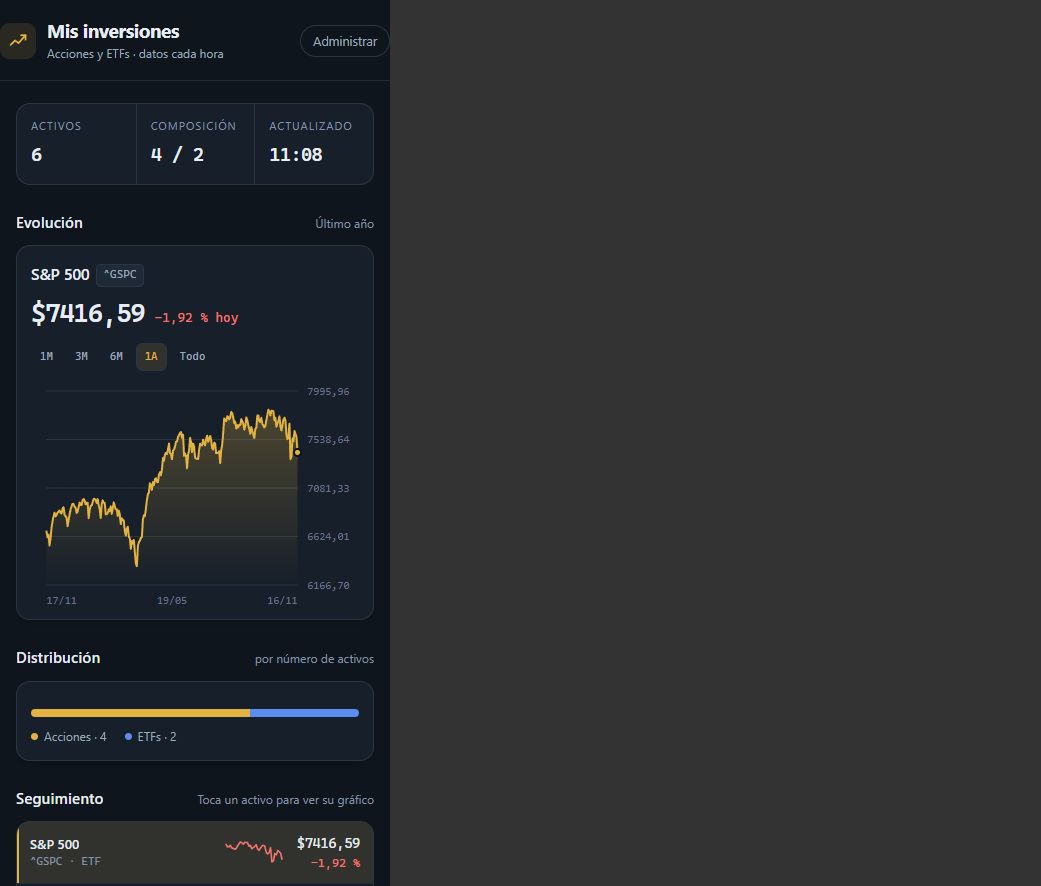 Mis inversiones
Acciones y ETFs · datos cada hora
Administrar
ACTIVOS
6
COMPOSICIÓN
4 / 2
ACTUALIZADO
11:08
Evolución
Último año
S&P 500 ^GSPC
$7416,59 −1,92 % hoy
1M 3M 6M 1A Todo
7995,96
7538,64
7081,33
6624,01
6166,70
17/11 19/05 16/11
Distribución
por número de activos
Acciones · 4 ETFs · 2
Seguimiento
Toca un activo para ver su gráfico
S&P 500
^GSPC · ETF
$7416,59
−1,92 %